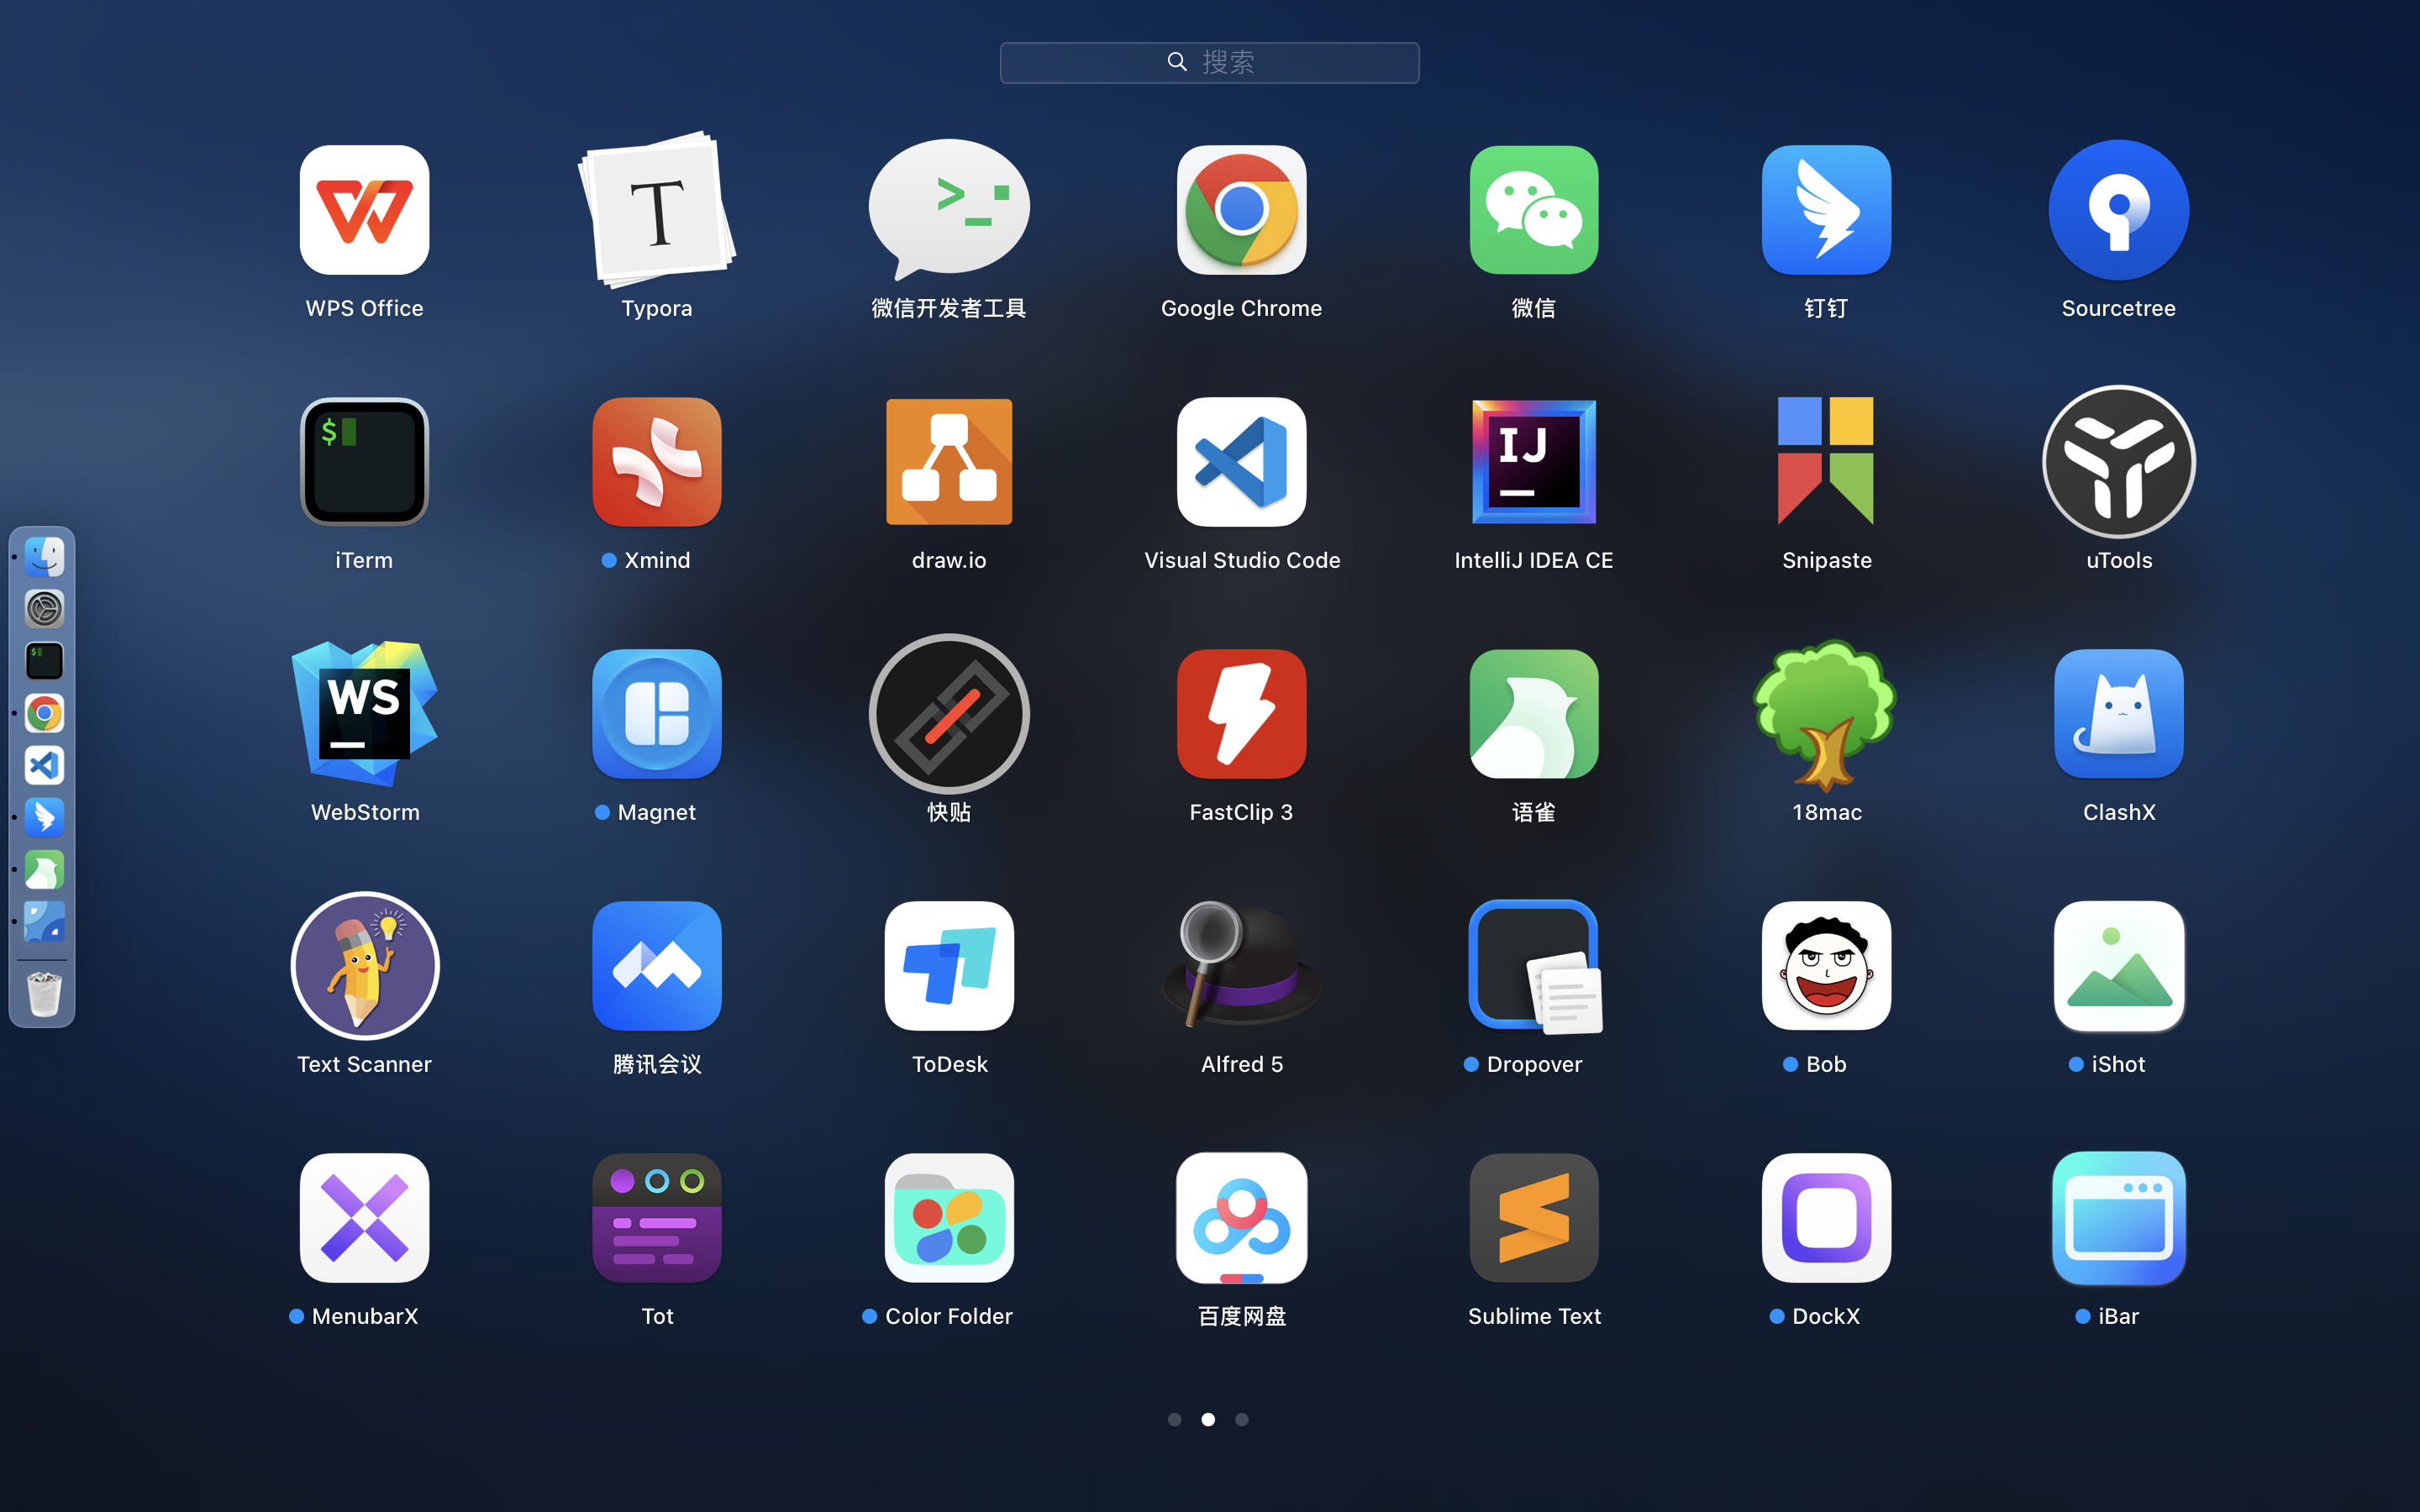 搜索
WPS Office
Typora
微信开发者工具
Google Chrome
微信
钉钉
Sourcetree
iTerm
Xmind
draw.io
Visual Studio Code
IntelliJ IDEA CE
Snipaste
uTools
WebStorm
Magnet
快贴
FastClip 3
语雀
18mac
ClashX
Text Scanner
腾讯会议
ToDesk
Alfred 5
Dropover
Bob
iShot
MenubarX
Tot
Color Folder
百度网盘
Sublime Text
DockX
iBar
T
>_
$
IJ
WS
$